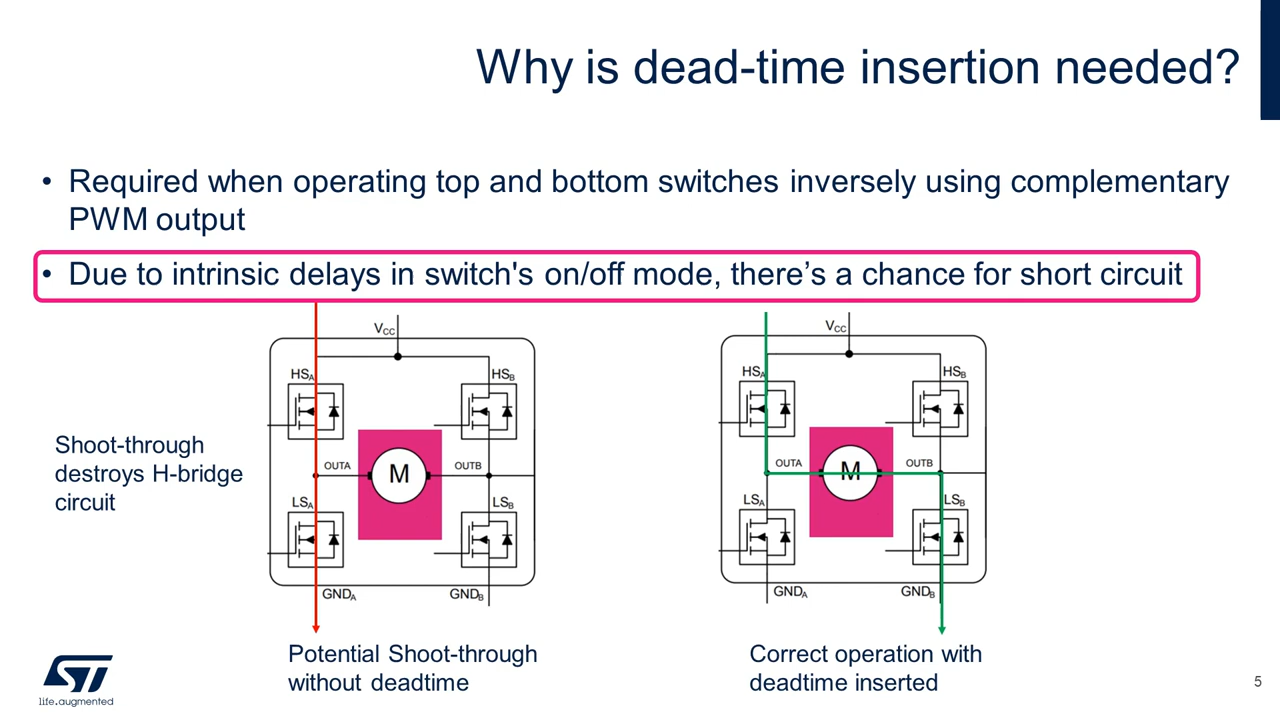 Why is dead-time insertion needed?
• Required when operating top and bottom switches inversely using complementary
PWM output
• Due to intrinsic delays in switch's on/off mode, there’s a chance for short circuit
VCC
HSA
HSB
Shoot-through
destroys H-bridge
circuit
OUTA
M
OUTB
LSA
LSB
GNDA
GNDB
Potential Shoot-through
without deadtime
VCC
HSA
HSB
OUTA
M
OUTB
LSA
LSB
GNDA
GNDB
Correct operation with
deadtime inserted
ST
life.augmented
5